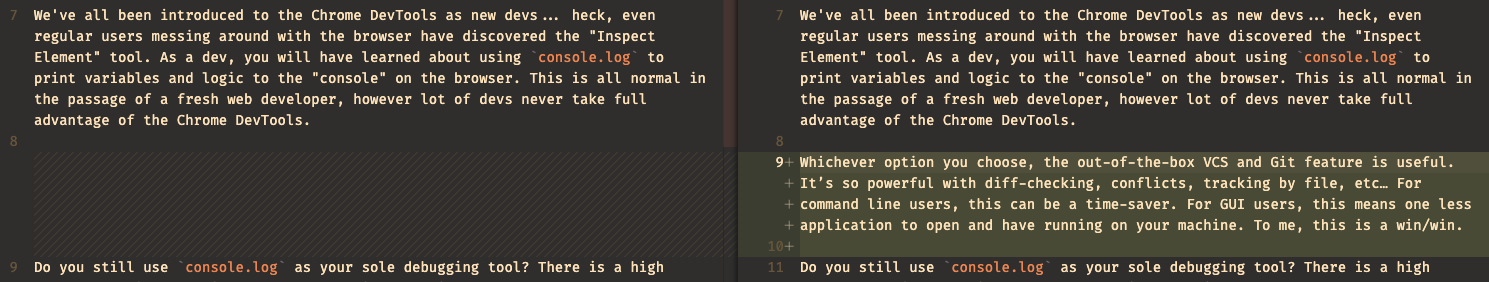 7 We've all been introduced to the Chrome DevTools as new devs... heck, even
regular users messing around with the browser have discovered the "Inspect
Element" tool. As a dev, you will have learned about using `console.log` to
print variables and logic to the "console" on the browser. This is all normal in
the passage of a fresh web developer, however lot of devs never take full
advantage of the Chrome DevTools.
8
9 Do you still use `console.log` as your sole debugging tool? There is a high
7 We've all been introduced to the Chrome DevTools as new devs... heck, even
regular users messing around with the browser have discovered the "Inspect
Element" tool. As a dev, you will have learned about using `console.log` to
print variables and logic to the "console" on the browser. This is all normal in
the passage of a fresh web developer, however lot of devs never take full
advantage of the Chrome DevTools.
8
9+ Whichever option you choose, the out-of-the-box VCS and Git feature is useful.
+ It’s so powerful with diff-checking, conflicts, tracking by file, etc… For
+ command line users, this can be a time-saver. For GUI users, this means one less
+ application to open and have running on your machine. To me, this is a win/win.
10+
11 Do you still use `console.log` as your sole debugging tool? There is a high